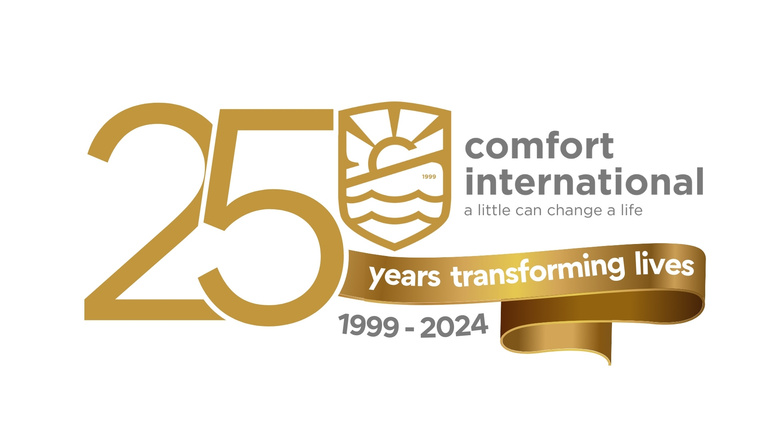 25
1999
comfort
international
a little can change a life
years transforming lives
1999 - 2024